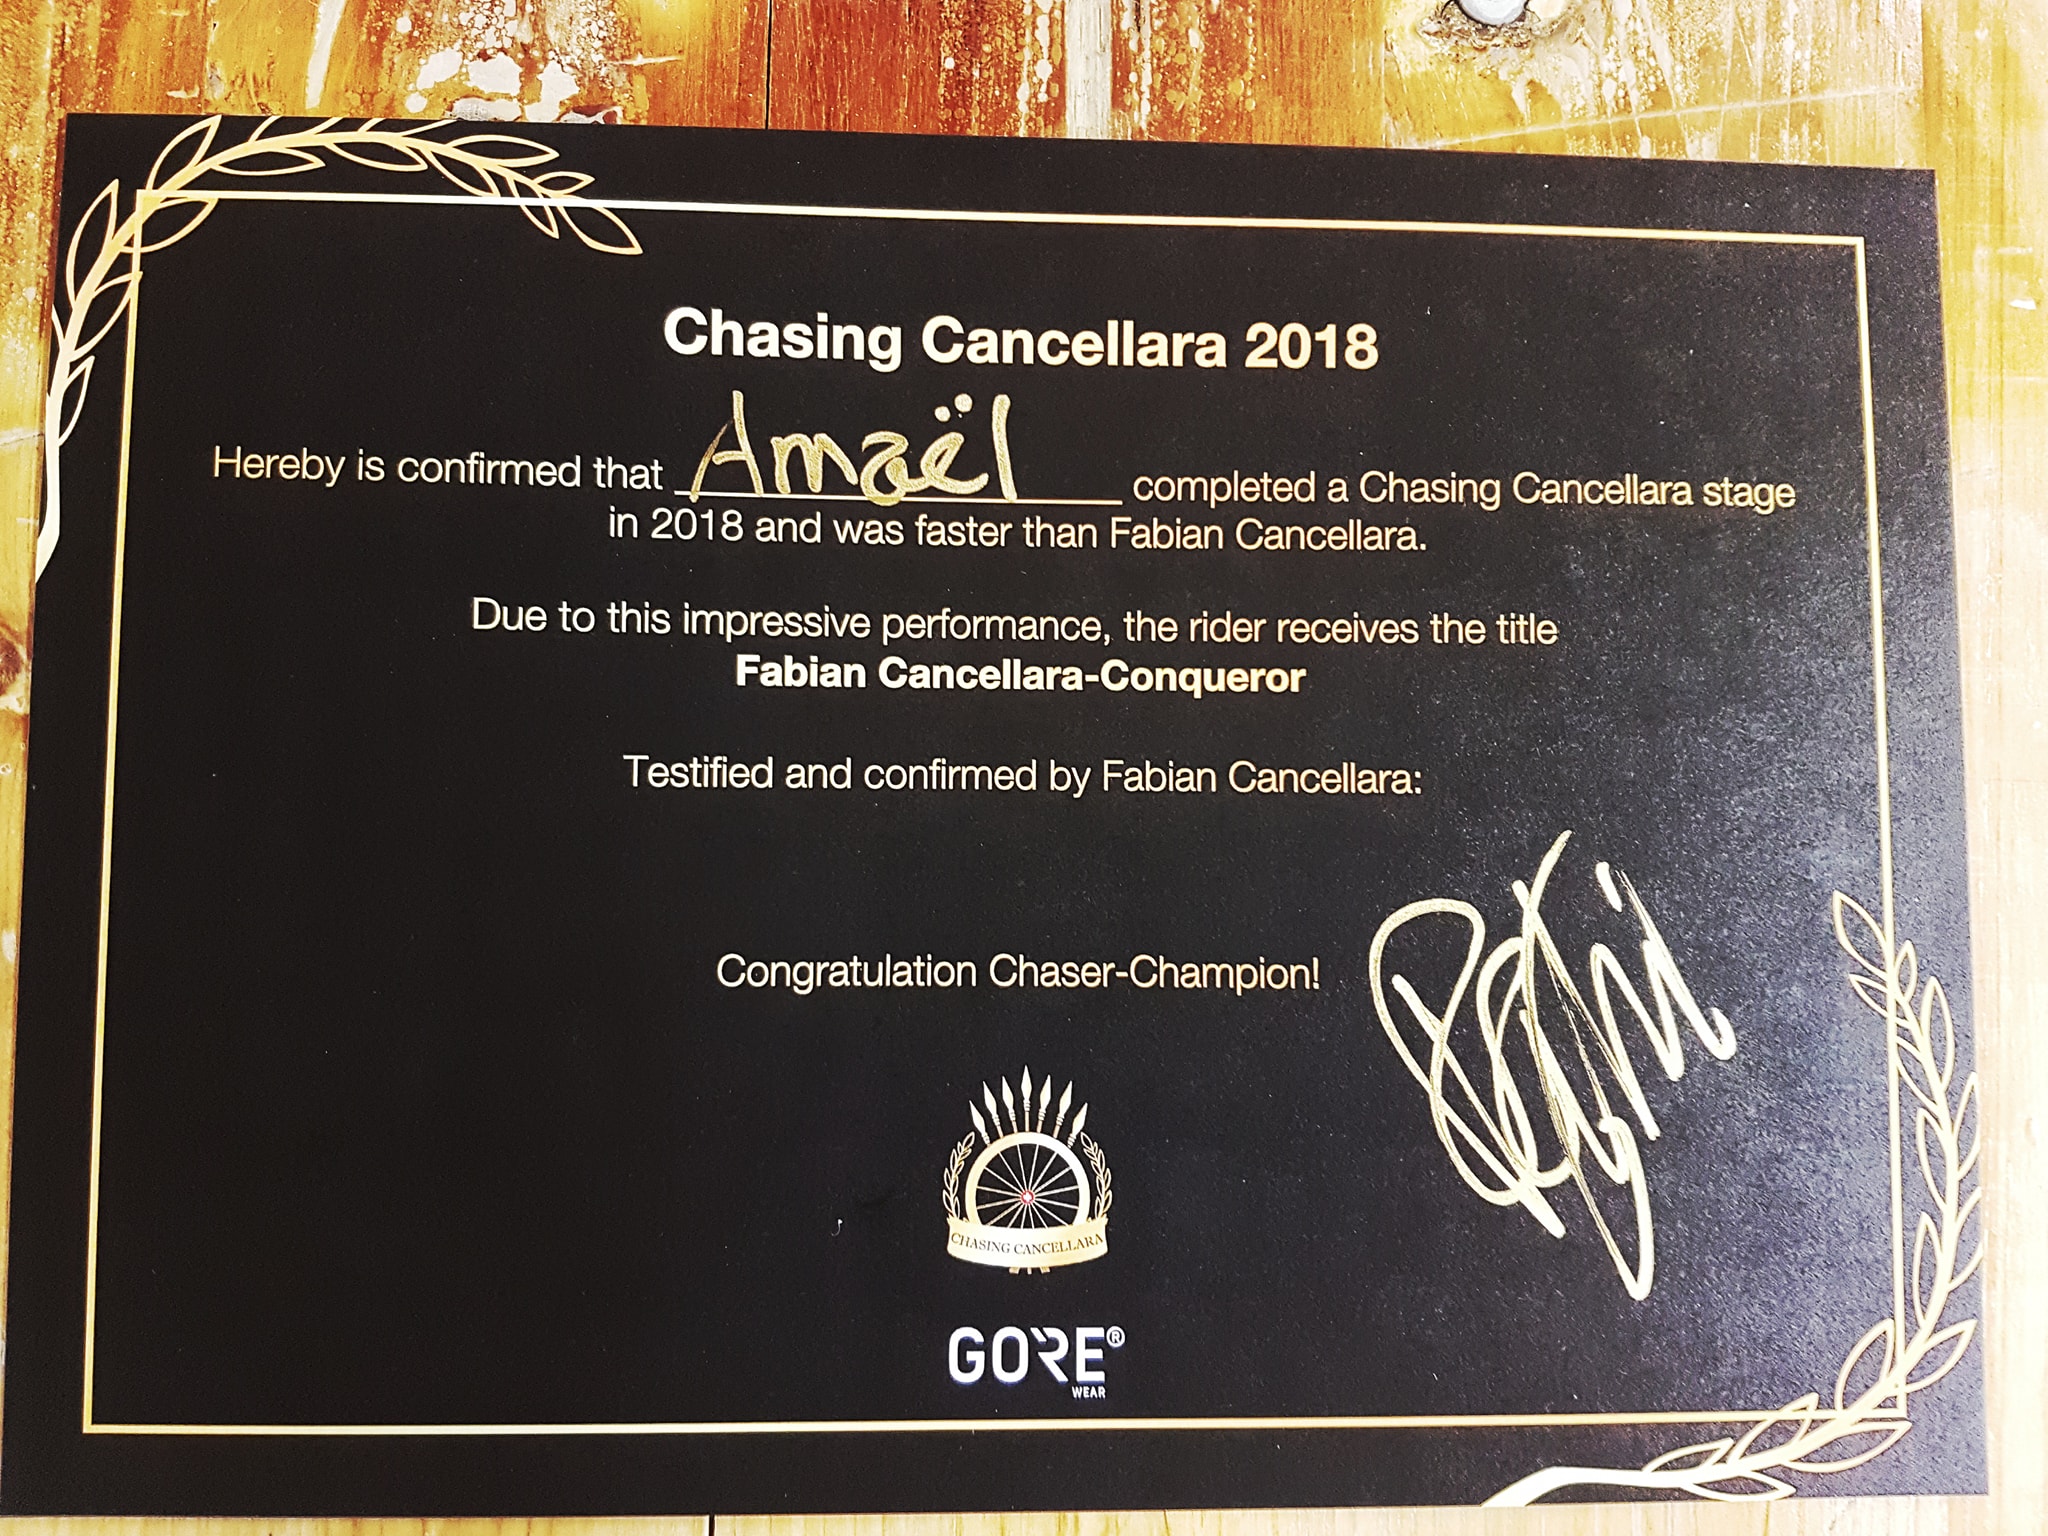 Chasing Cancellara 2018
Hereby is confirmed that Amaël completed a Chasing Cancellara stage
in 2018 and was faster than Fabian Cancellara.
Due to this impressive performance, the rider receives the title
Fabian Cancellara-Conqueror
Testified and confirmed by Fabian Cancellara:
Congratulation Chaser-Champion!
CHASING CANCELLARA
GORE®
WEAR